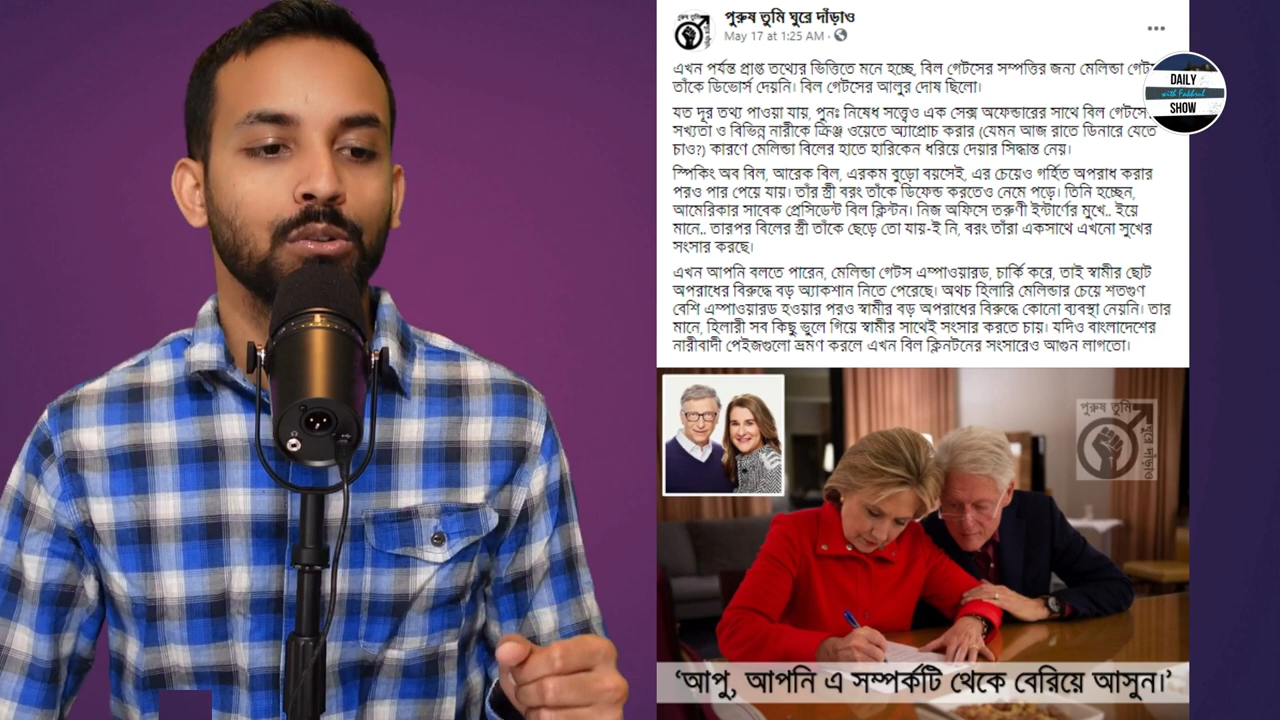 পুরুষ তুমি ঘুরে দাঁড়াও
May 17 at 1:25 AM ·
এখন পর্যন্ত প্রাপ্ত তথ্যের ভিত্তিতে মনে হচ্ছে, বিল গেটসের সম্পত্তির জন্য মেলিন্ডা
তাঁকে ডিভোর্স দেয়নি। বিল গেটসের আলুর দোষ ছিলো।
যত দূর তথ্য পাওয়া যায়, পুনঃ নিষেধ সত্ত্বেও এক সেক্স অফেন্ডারের সাথে বিল
সখ্যতা ও বিভিন্ন নারীকে ক্রিঞ্জ ওয়েতে অ্যাপ্রোচ করার (যেমন আজ রাতে ডিনারে যেতে
চাও?) কারণে মেলিন্ডা বিলের হাতে হারিকেন ধরিয়ে দেয়ার সিদ্ধান্ত নেয়।
স্পিকিং অব বিল, আরেক বিল, এরকম বুড়ো বয়সেই, এর চেয়েও গর্হিত অপরাধ করার
পরও পার পেয়ে যায়। তাঁর স্ত্রী বরং তাঁকে ডিফেন্ড করতেও নেমে পড়ে। তিনি হচ্ছেন,
আমেরিকার সাবেক প্রেসিডেন্ট বিল ক্লিন্টন। নিজ অফিসে তরুণী ইন্টার্ণের মুখে.. ইয়ে
মানে.. তারপর বিলের স্ত্রী তাঁকে ছেড়ে তো যায়-ই নি, বরং তাঁরা একসাথে এখনো সুখের
সংসার করছে।
এখন আপনি বলতে পারেন, মেলিন্ডা গেটস এম্পাওয়ারড, চার্কি করে, তাই স্বামীর ছোট
অপরাধের বিরুদ্ধে বড় অ্যাকশান নিতে পেরেছে। অথচ হিলারি মেলিন্ডার চেয়ে শতগুণ
বেশি এম্পাওয়ারড হওয়ার পরও স্বামীর বড় অপরাধের বিরুদ্ধে কোনো ব্যবস্থা নেয়নি। তার
মানে, হিলারী সব কিছু ভুলে গিয়ে স্বামীর সাথেই সংসার করতে চায়। যদিও বাংলাদেশের
নারীবাদী পেইজগুলো ভ্রমণ করলে এখন বিল ক্লিনটনের সংসারেও আগুন লাগতো।
DAILY
with Fakhrul
SHOW
পুরুষ তুমি
ঘুরে দাঁড়াও
‘আপু, আপনি এ সম্পর্কটি থেকে বেরিয়ে আসুন।’